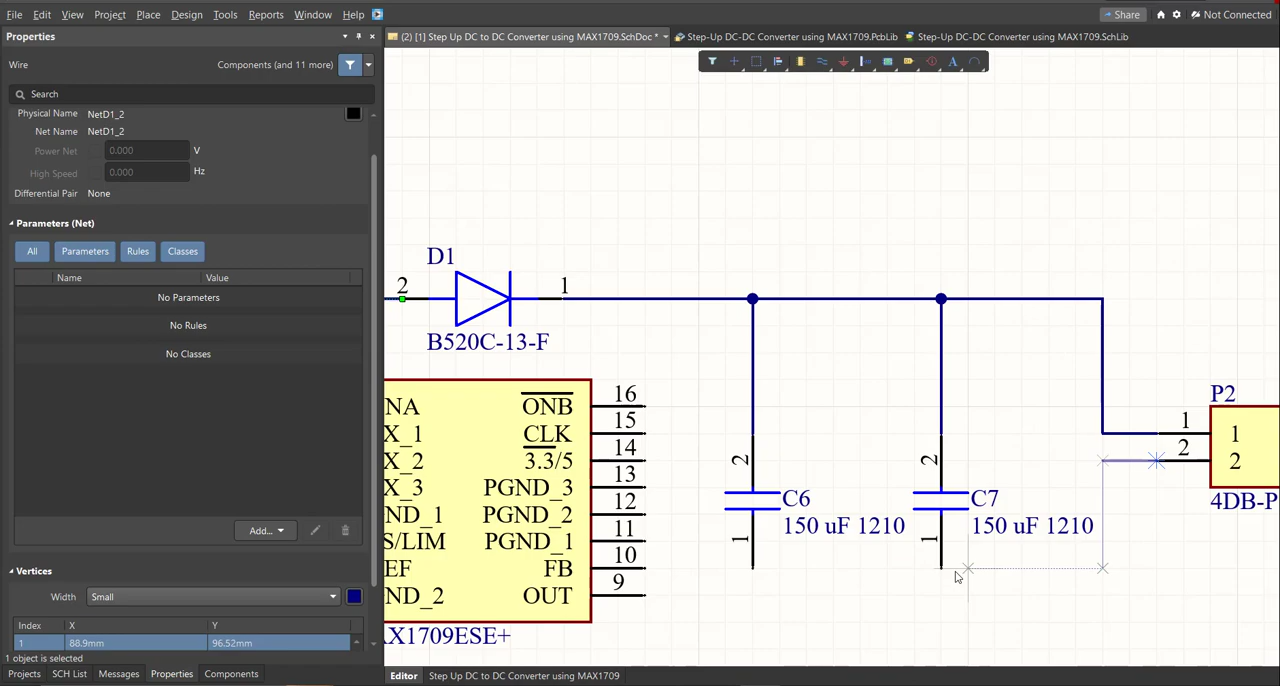 File Edit View Project Place Design Tools Reports Window Help Share Not Connected
Properties
(2) [1] Step Up DC to DC Converter using MAX1709.SchDoc *
Step-Up DC-DC Converter using MAX1709.PcbLib
Step-Up DC-DC Converter using MAX1709.SchLib
Wire
Components (and 11 more)
Search
Physical Name NetD1_2
Net Name NetD1_2
Power Net 0.000 V
High Speed 0.000 Hz
Differential Pair None
Parameters (Net)
All Parameters Rules Classes
Name Value
No Parameters
No Rules
No Classes
Add...
Vertices
Width Small
Index X Y
1 88.9mm 96.52mm
1 object is selected
Projects SCH List Messages Properties Components
Editor Step Up DC to DC Converter using MAX1709
D1
2 1
B520C-13-F
NA ONB 16
X_1 CLK 15
X_2 3.3/5 14
X_3 PGND_3 13
ND_1 PGND_2 12
S/LIM PGND_1 11
EF FB 10
ND_2 OUT 9
AX1709ESE+
2
C6
150 uF 1210
1
2
C7
150 uF 1210
1
P2
1 1
2 2
4DB-P
A